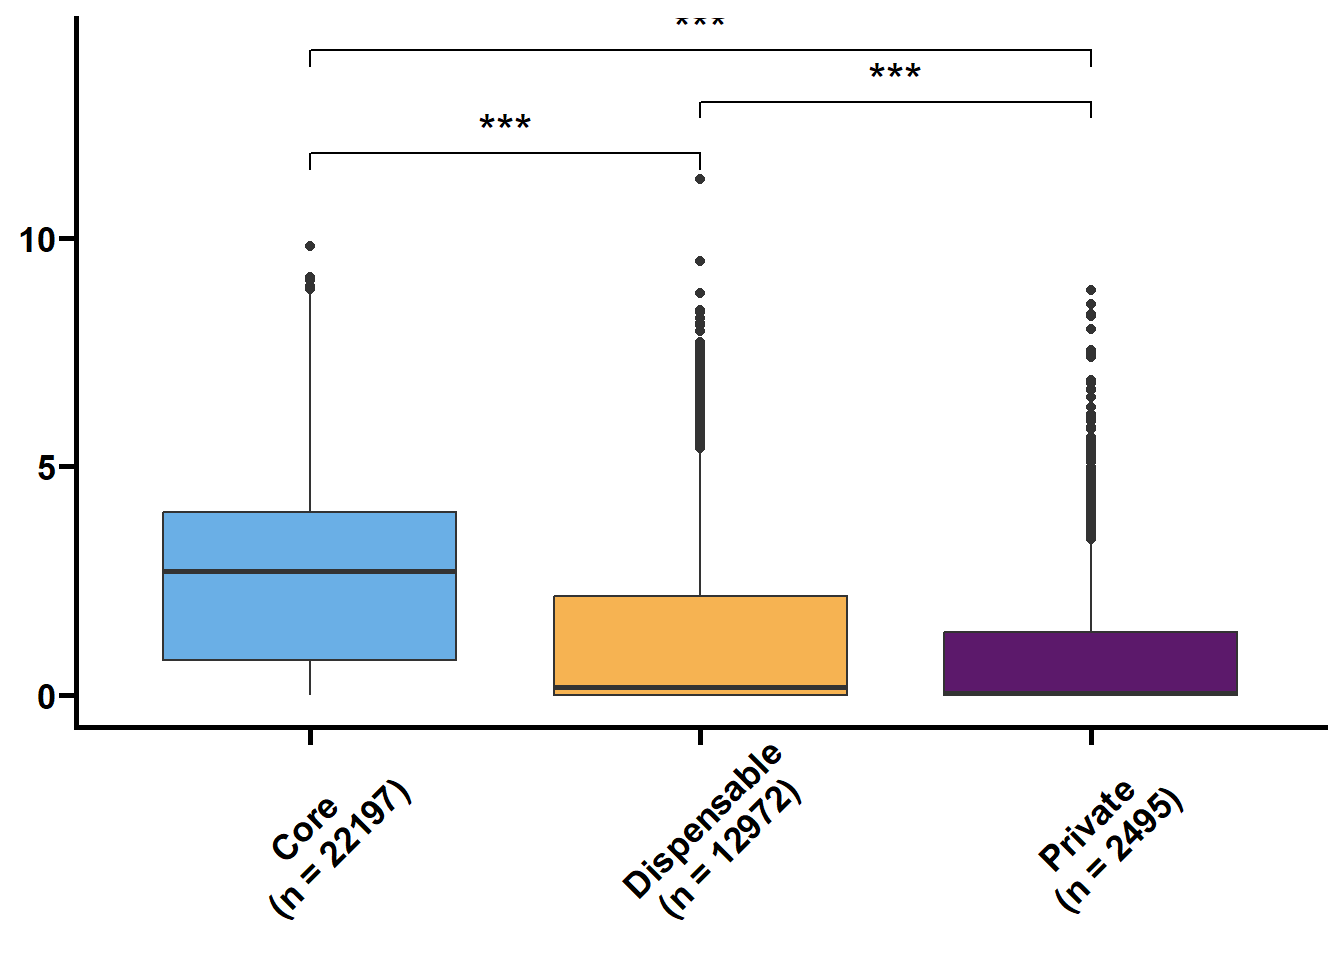 ***
***
***
10
5
0
Core
(n = 22197)
Dispensable
(n = 12972)
Private
(n = 2495)